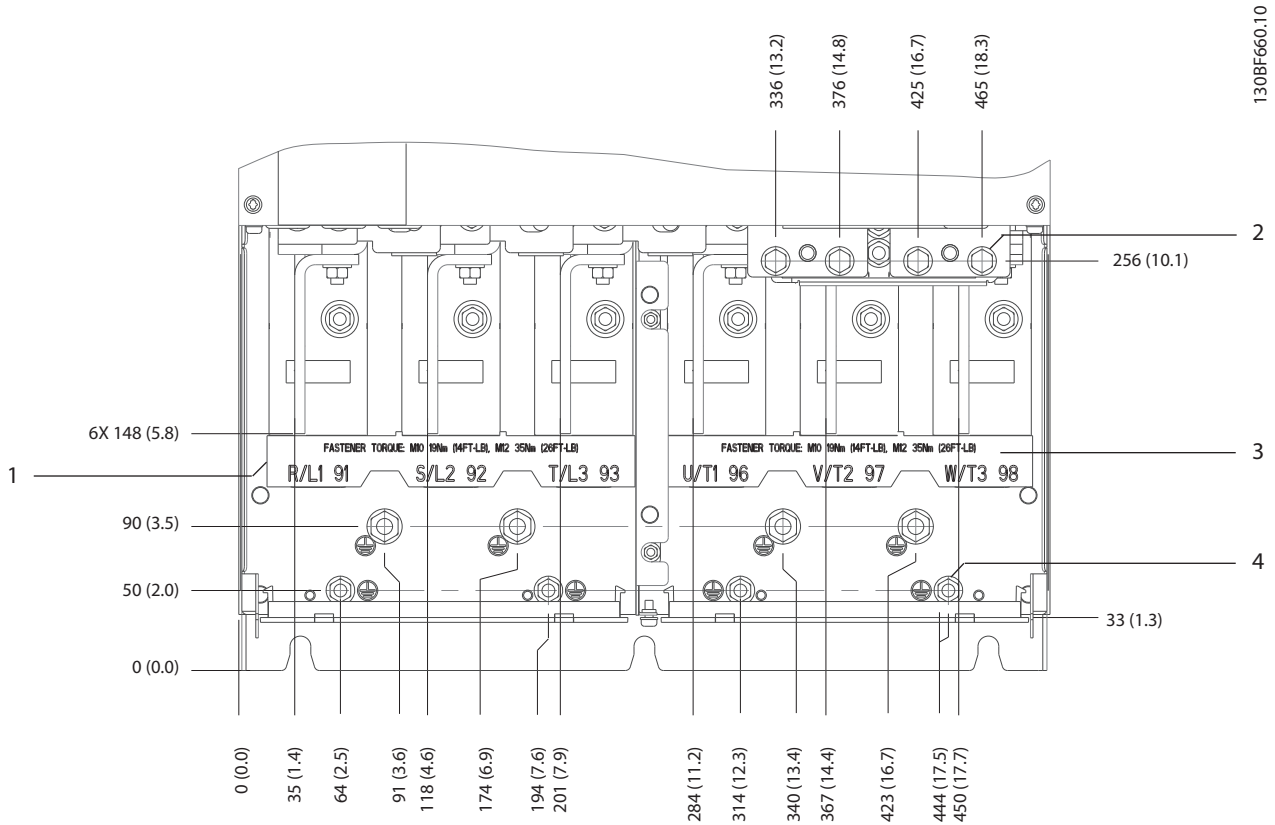 130BF660.10
336 (13.2)
376 (14.8)
425 (16.7)
465 (18.3)
2
256 (10.1)
6X 148 (5.8)
FASTENER TORQUE: M10 19Nm (14FT-LB), M12 35Nm (26FT-LB)
FASTENER TORQUE: M10 19Nm (14FT-LB), M12 35Nm (26FT-LB)
3
1
R/L1 91
S/L2 92
T/L3 93
U/T1 96
V/T2 97
W/T3 98
90 (3.5)
4
50 (2.0)
33 (1.3)
0 (0.0)
0 (0.0)
35 (1.4)
64 (2.5)
91 (3.6)
118 (4.6)
174 (6.9)
194 (7.6)
201 (7.9)
284 (11.2)
314 (12.3)
340 (13.4)
367 (14.4)
423 (16.7)
444 (17.5)
450 (17.7)